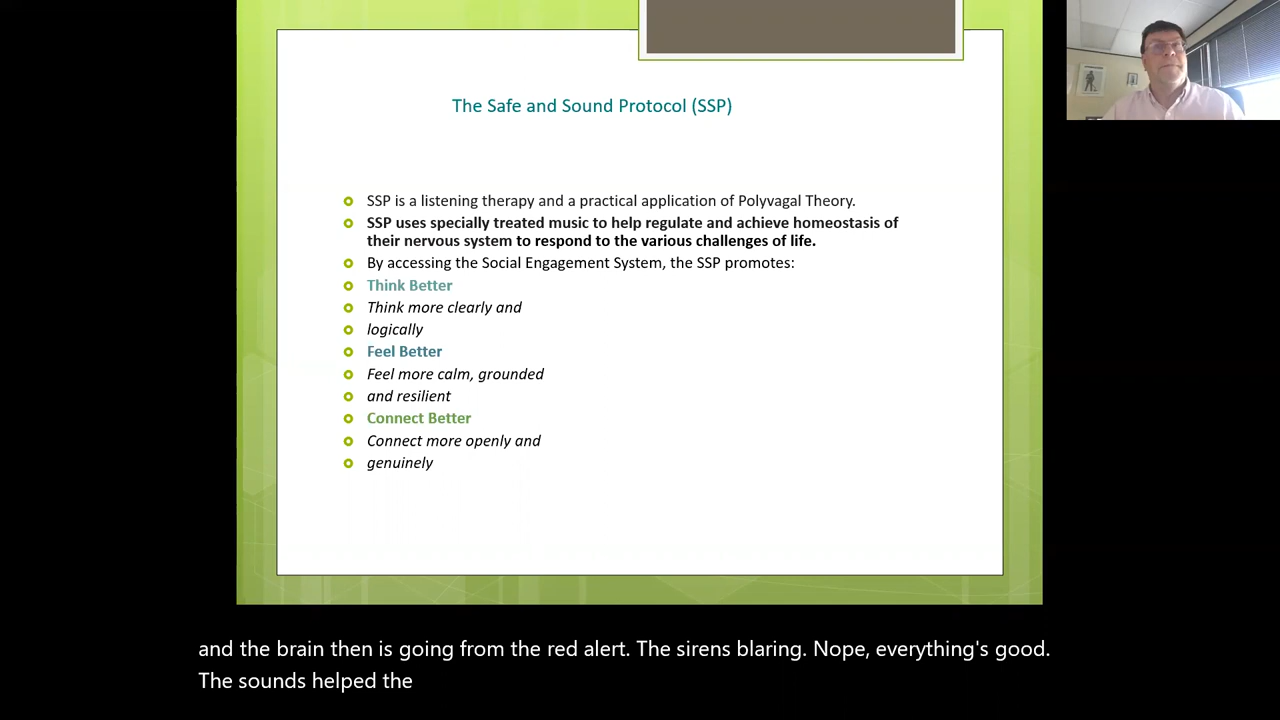 The Safe and Sound Protocol (SSP)
SSP is a listening therapy and a practical application of Polyvagal Theory.
SSP uses specially treated music to help regulate and achieve homeostasis of
their nervous system to respond to the various challenges of life.
By accessing the Social Engagement System, the SSP promotes:
Think Better
Think more clearly and
logically
Feel Better
Feel more calm, grounded
and resilient
Connect Better
Connect more openly and
genuinely
and the brain then is going from the red alert. The sirens blaring. Nope, everything's good.
The sounds helped the